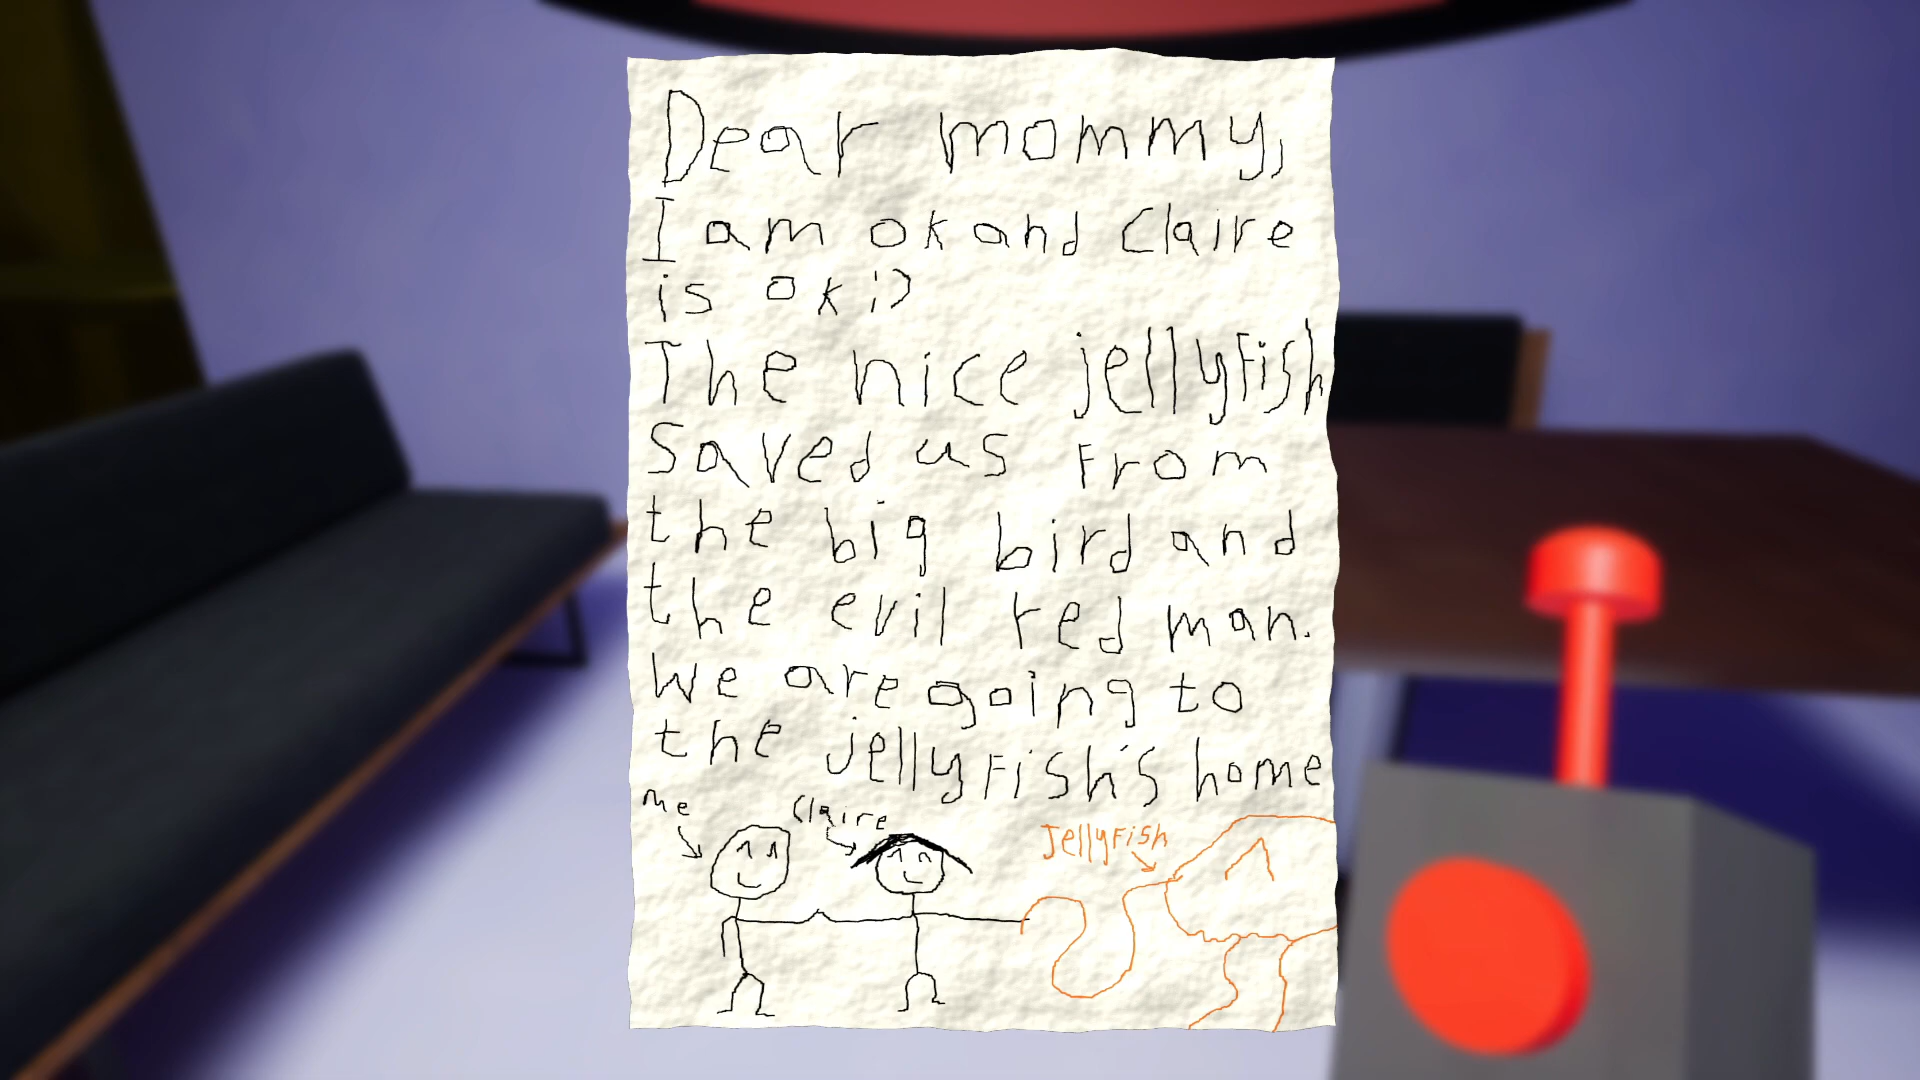 Dear mommy,
I am ok and Claire
is ok :)
The nice jellyfish
saved us from
the big bird and
the evil red man.
We are going to
the jellyfish's home
Me
Claire
Jellyfish